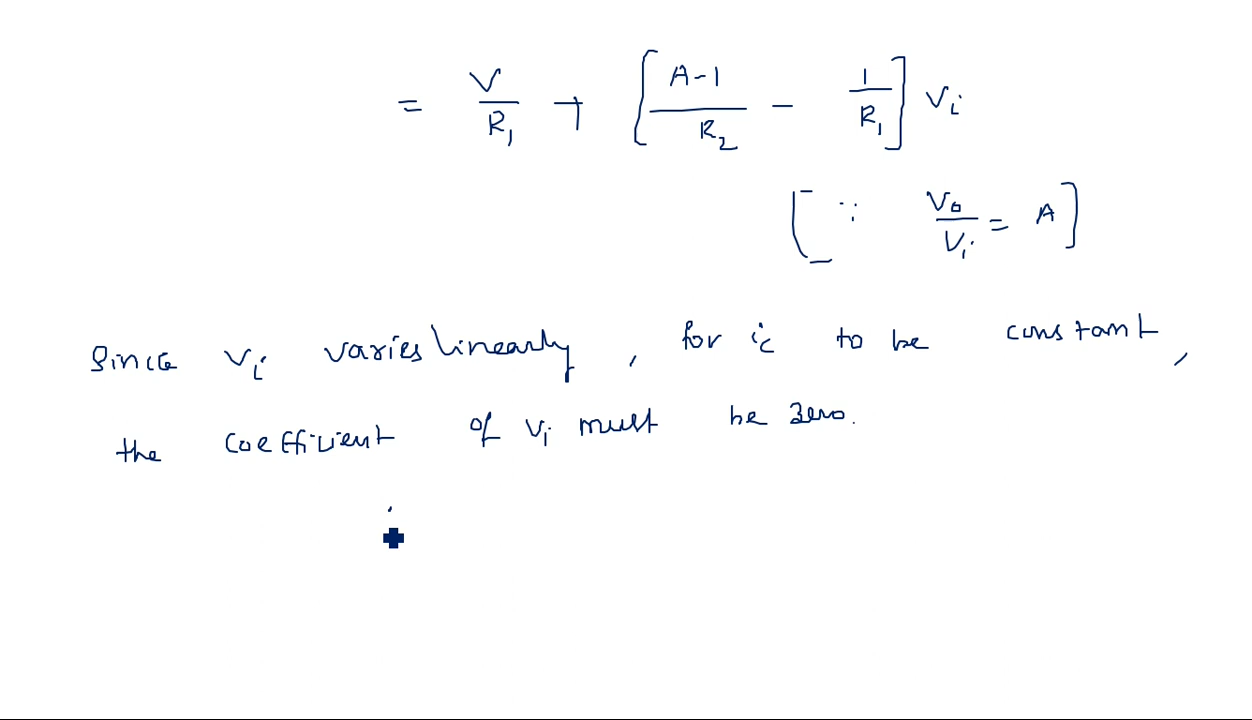 = V/R₁ + [(A-1)/R₂ - 1/R₁] Vi
[∵ Vo/Vi = A]
Since Vi varies linearly, for ic to be constant,
the coefficient of Vi must be zero.